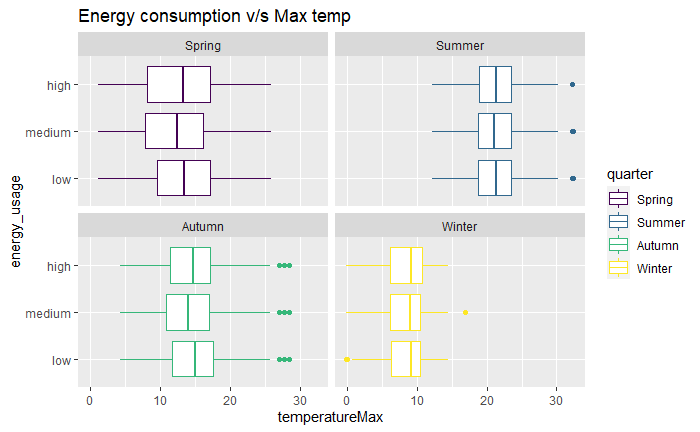 Energy consumption v/s Max temp
Spring
Summer
high
medium
low
Autumn
Winter
high
medium
low
0
10
20
30
0
10
20
30
temperatureMax
energy_usage
quarter
Spring
Summer
Autumn
Winter